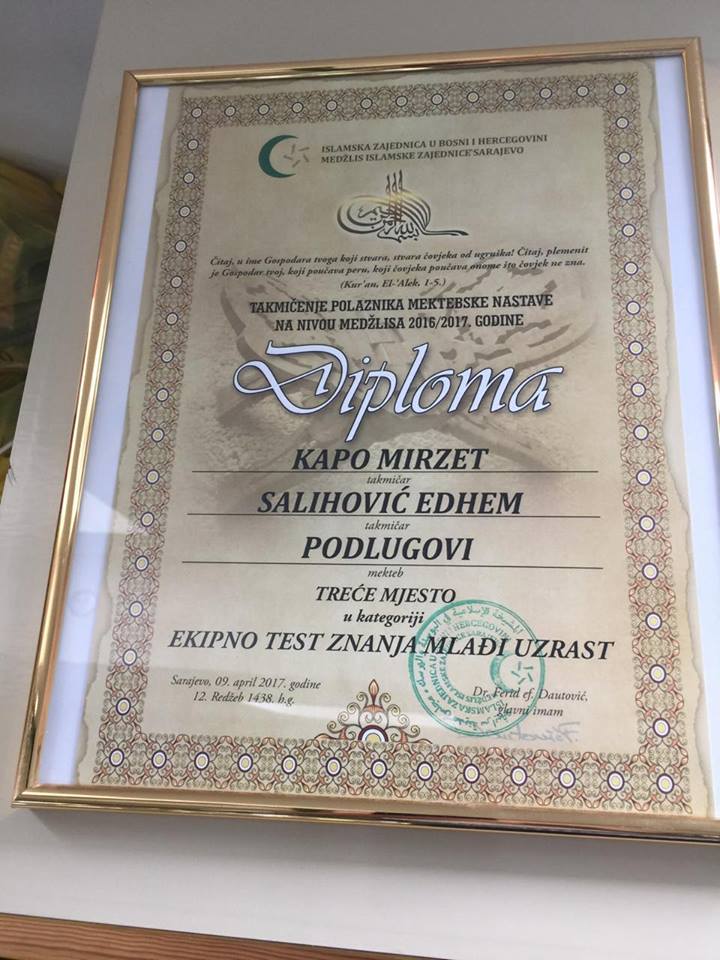 ISLAMSKA ZAJEDNICA U BOSNI I HERCEGOVINI
MEDŽLIS ISLAMSKE ZAJEDNICE SARAJEVO
Čitaj, u ime Gospodara tvoga koji stvara, stvara čovjeka od ugruška! Čitaj, plemenit
je Gospodar tvoj, koji poučava peru, koji čovjeka poučava onome što čovjek ne zna.
(Kur'an, El-'Alek, 1-5.)
TAKMIČENJE POLAZNIKA MEKTEBSKE NASTAVE
NA NIVOU MEDŽLISA 2016/2017. GODINE
Diploma
KAPO MIRZET
takmičar
SALIHOVIĆ EDHEM
takmičar
PODLUGOVI
mekteb
TREĆE MJESTO
u kategoriji
EKIPNO TEST ZNANJA MLAĐI UZRAST
Sarajevo, 09. april 2017. godine
12. Redžeb 1438. h.g.
Dr. Ferid ef. Dautović,
glavni imam